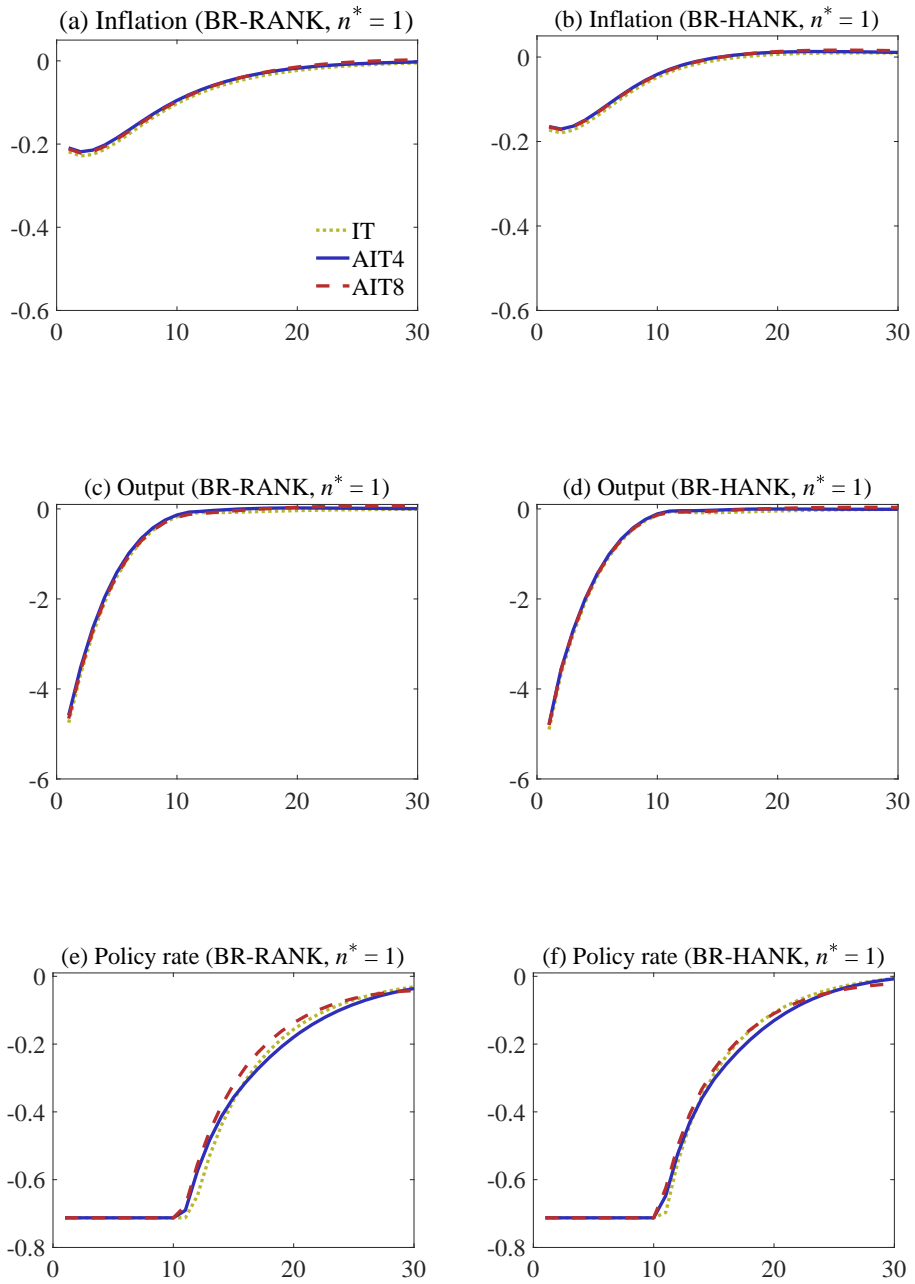 (a) Inflation (BR-RANK, n* = 1)
0
-0.2
-0.4
-0.6
IT
AIT4
AIT8
0 10 20 30
(b) Inflation (BR-HANK, n* = 1)
0
-0.2
-0.4
-0.6
0 10 20 30
(c) Output (BR-RANK, n* = 1)
0
-2
-4
-6
0 10 20 30
(d) Output (BR-HANK, n* = 1)
0
-2
-4
-6
0 10 20 30
(e) Policy rate (BR-RANK, n* = 1)
0
-0.2
-0.4
-0.6
-0.8
0 10 20 30
(f) Policy rate (BR-HANK, n* = 1)
0
-0.2
-0.4
-0.6
-0.8
0 10 20 30